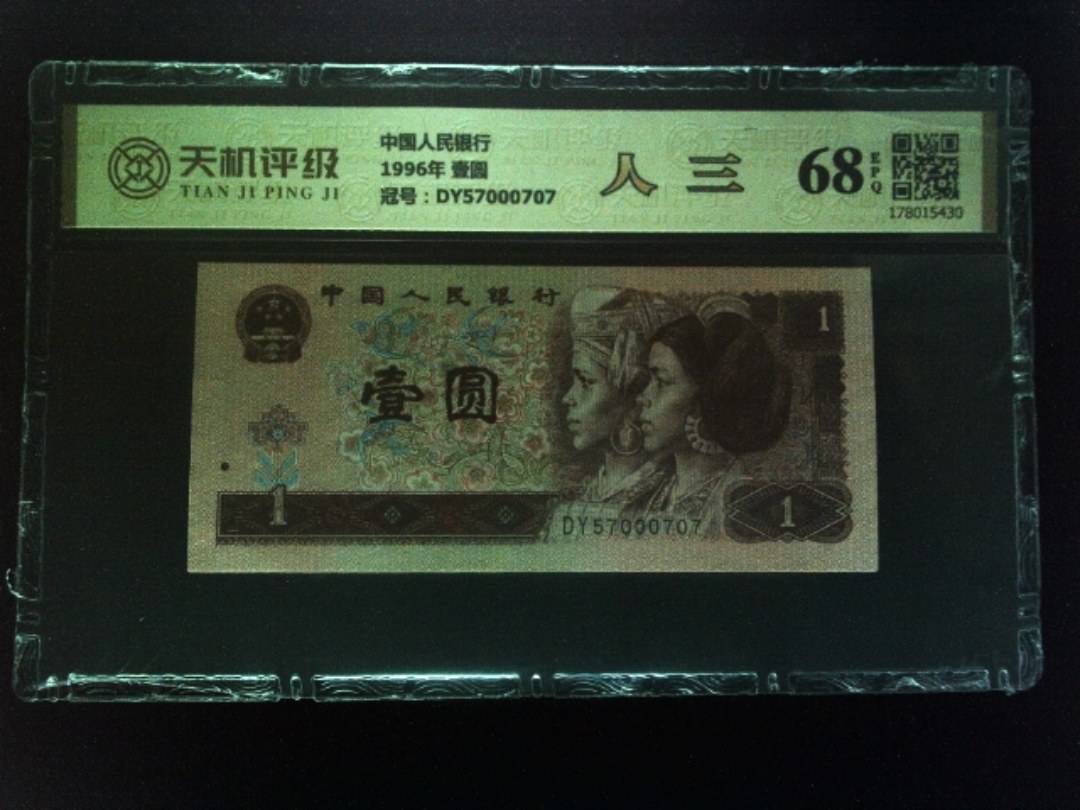 天机评级
TIAN JI PING JI
中国人民银行
1996年 壹圆
冠号：DY57000707
人三
68
EPQ
178015430
中国人民银行
1
壹圆
1
DY57000707
1